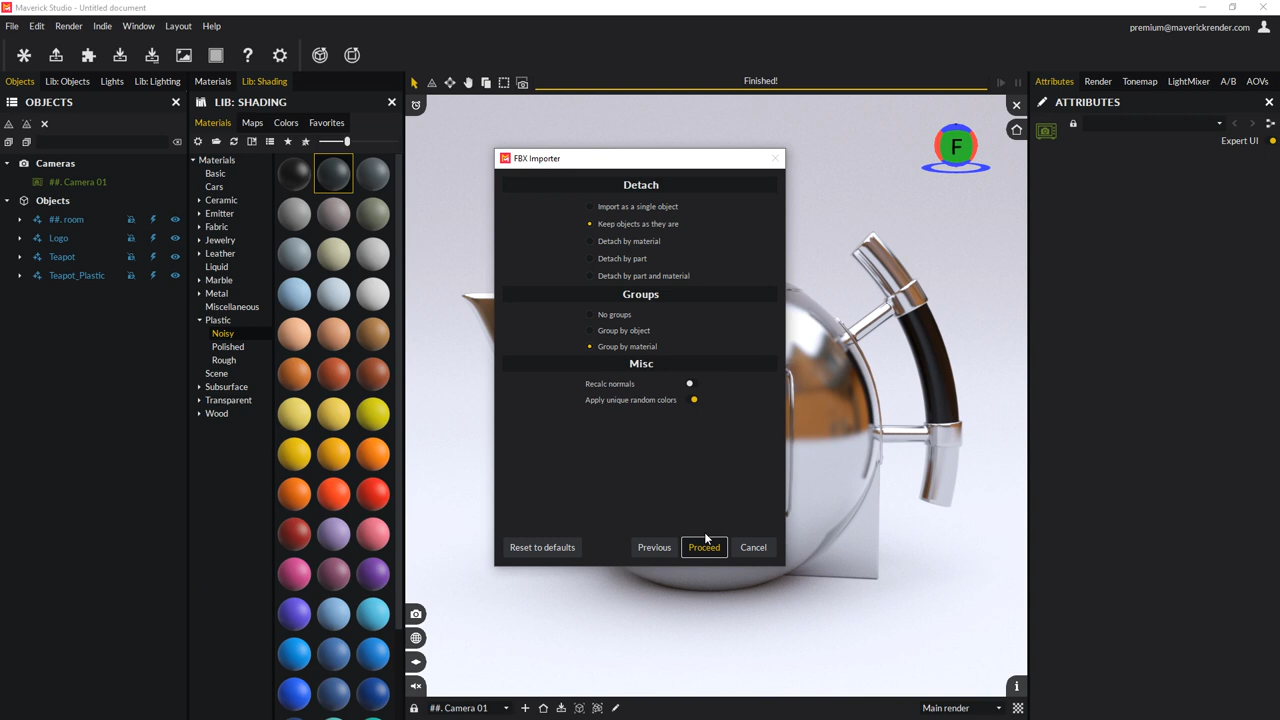 Maverick Studio - Untitled document
File Edit Render Indie Window Layout Help
premium@maverickrender.com
Objects Lib: Objects Lights Lib: Lighting Materials Lib: Shading
Finished!
Attributes Render Tonemap LightMixer A/B AOVs
OBJECTS
LIB: SHADING
ATTRIBUTES
Materials Maps Colors Favorites
Expert UI
F
Cameras
##. Camera 01
Objects
##. room
Logo
Teapot
Teapot_Plastic
Materials
Basic
Cars
Ceramic
Emitter
Fabric
Jewelry
Leather
Liquid
Marble
Metal
Miscellaneous
Plastic
Noisy
Polished
Rough
Scene
Subsurface
Transparent
Wood
FBX Importer
Detach
Import as a single object
Keep objects as they are
Detach by material
Detach by part
Detach by part and material
Groups
No groups
Group by object
Group by material
Misc
Recalc normals
Apply unique random colors
Reset to defaults Previous Proceed Cancel
##. Camera 01
Main render